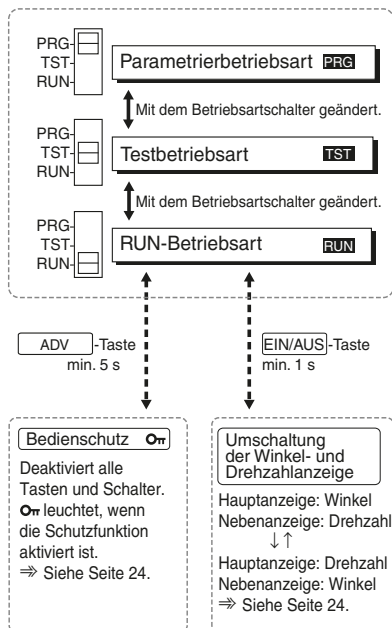 PRG
TST
RUN
Parametrierbetriebsart PRG
Mit dem Betriebsartschalter geändert.
PRG
TST
RUN
Testbetriebsart TST
Mit dem Betriebsartschalter geändert.
PRG
TST
RUN
RUN-Betriebsart RUN
ADV -Taste
min. 5 s
EIN/AUS -Taste
min. 1 s
Bedienschutz
Deaktiviert alle
Tasten und Schalter.
leuchtet, wenn
die Schutzfunktion
aktiviert ist.
⇒ Siehe Seite 24.
Umschaltung
der Winkel- und
Drehzahlanzeige
Hauptanzeige: Winkel
Nebenanzeige: Drehzahl
↓↑
Hauptanzeige: Drehzahl
Nebenanzeige: Winkel
⇒ Siehe Seite 24.